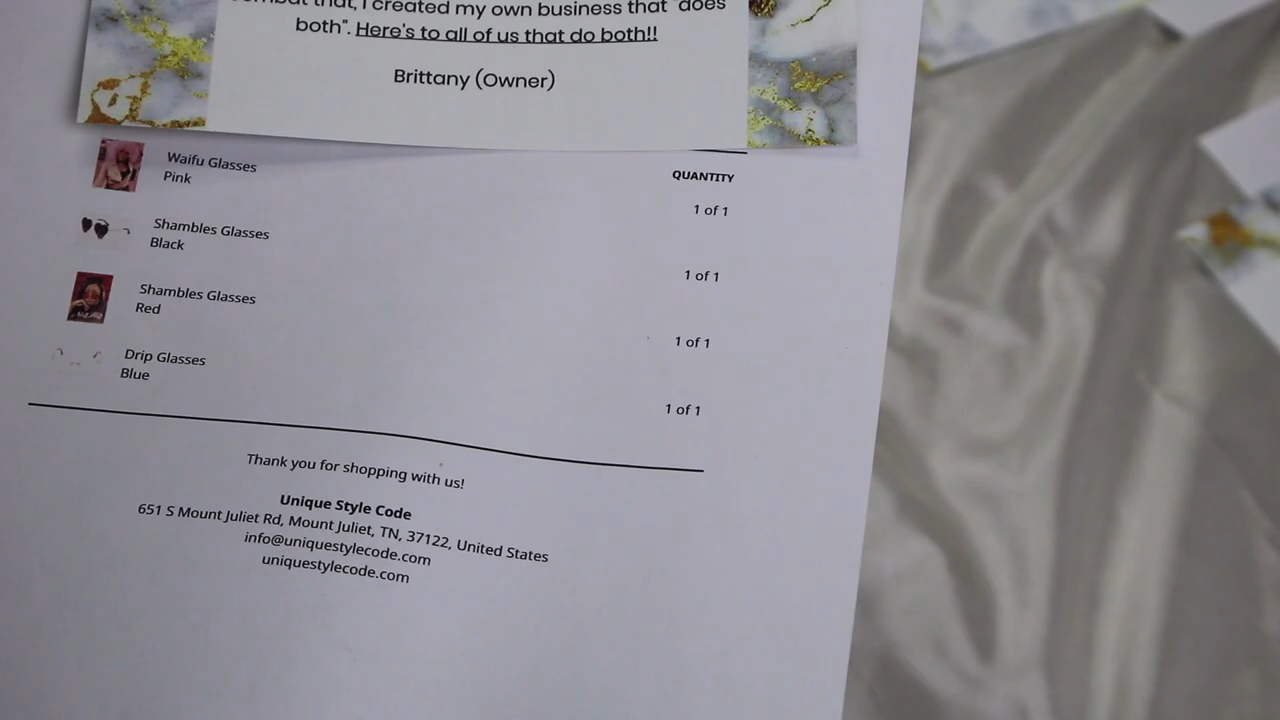 combat that, I created my own business that "does
both". Here's to all of us that do both!!
Brittany (Owner)
QUANTITY
Waifu Glasses
Pink
1 of 1
Shambles Glasses
Black
1 of 1
Shambles Glasses
Red
1 of 1
Drip Glasses
Blue
1 of 1
Thank you for shopping with us!
Unique Style Code
651 S Mount Juliet Rd, Mount Juliet, TN, 37122, United States
info@uniquestylecode.com
uniquestylecode.com